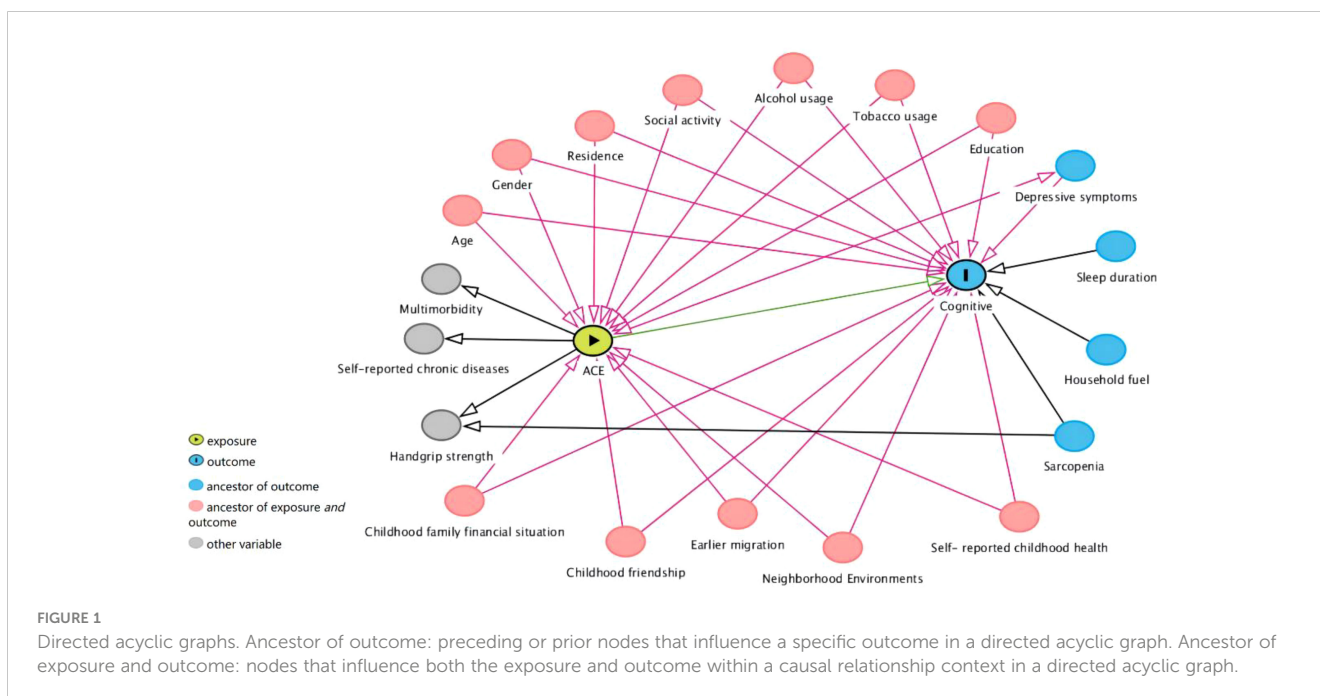 Alcohol usage
Tobacco usage
Social activity
Education
Residence
Gender
Depressive symptoms
Age
Sleep duration
Multimorbidity
Cognitive
Self-reported chronic diseases
ACE
Household fuel
exposure
outcome
ancestor of outcome
ancestor of exposure and
outcome
other variable
Handgrip strength
Sarcopenia
Childhood family financial situation
Earlier migration
Self- reported childhood health
Childhood friendship
Neighborhood Environments
FIGURE 1
Directed acyclic graphs. Ancestor of outcome: preceding or prior nodes that influence a specific outcome in a directed acyclic graph. Ancestor of
exposure and outcome: nodes that influence both the exposure and outcome within a causal relationship context in a directed acyclic graph.